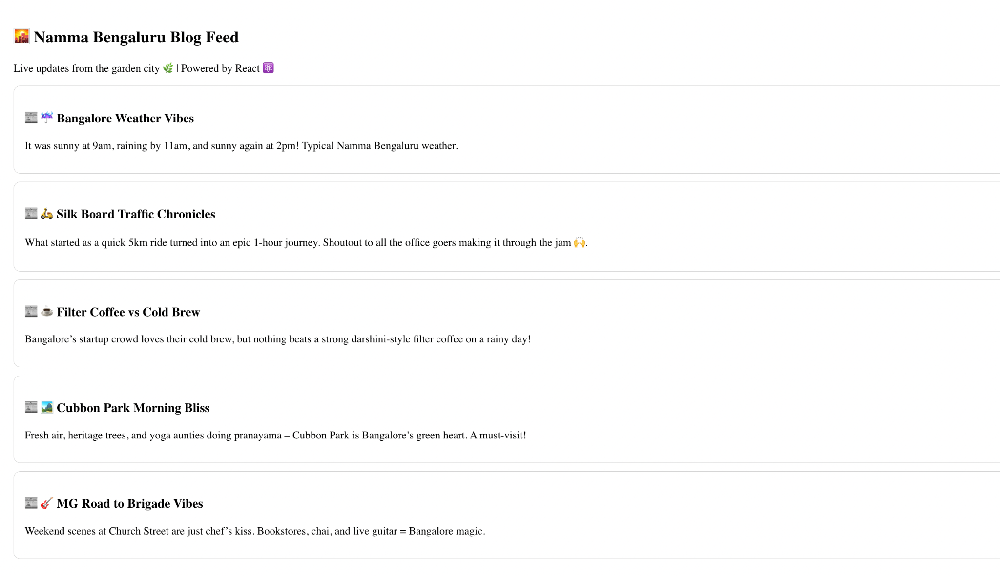 🌇 Namma Bengaluru Blog Feed
Live updates from the garden city 🌿 | Powered by React ⚛️
📰 ☔ Bangalore Weather Vibes
It was sunny at 9am, raining by 11am, and sunny again at 2pm! Typical Namma Bengaluru weather.
📰 🛵 Silk Board Traffic Chronicles
What started as a quick 5km ride turned into an epic 1-hour journey. Shoutout to all the office goers making it through the jam 🙌.
📰 ☕ Filter Coffee vs Cold Brew
Bangalore’s startup crowd loves their cold brew, but nothing beats a strong darshini-style filter coffee on a rainy day!
📰 🏞️ Cubbon Park Morning Bliss
Fresh air, heritage trees, and yoga aunties doing pranayama – Cubbon Park is Bangalore’s green heart. A must-visit!
📰 🎸 MG Road to Brigade Vibes
Weekend scenes at Church Street are just chef’s kiss. Bookstores, chai, and live guitar = Bangalore magic.